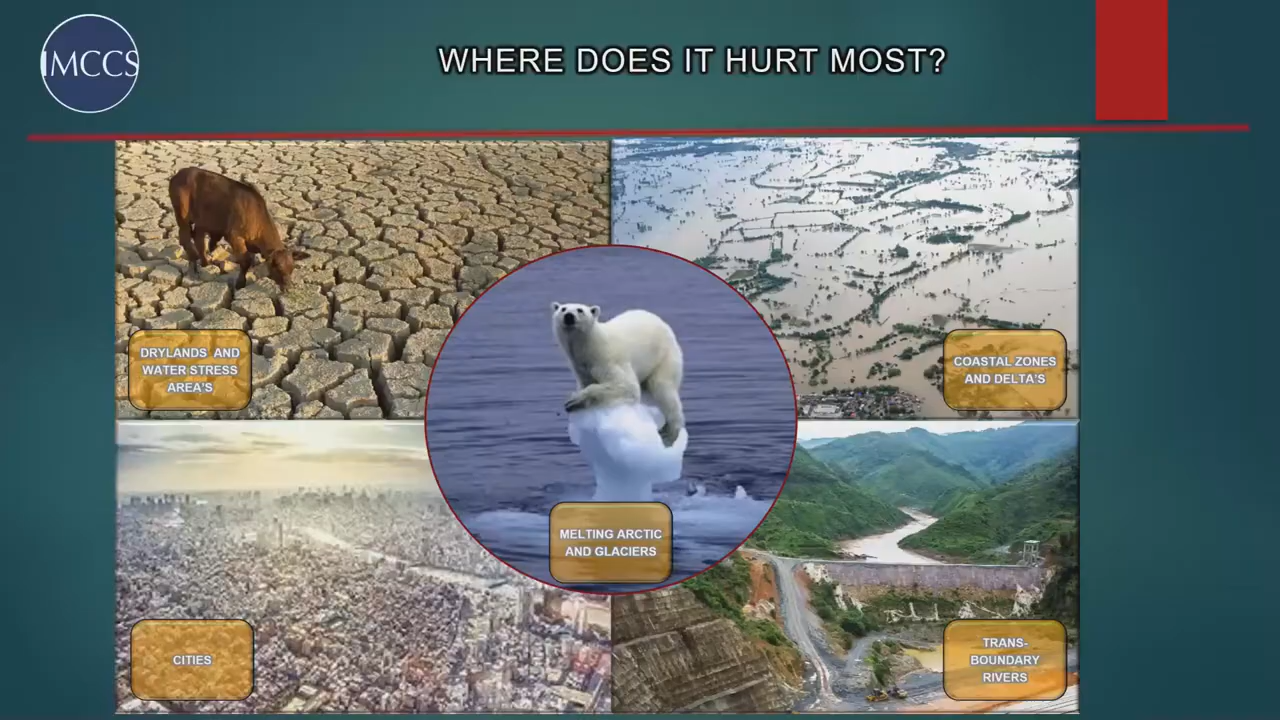 IMCCS
WHERE DOES IT HURT MOST?
DRYLANDS AND
WATER STRESS
AREA'S
COASTAL ZONES
AND DELTA'S
MELTING ARCTIC
AND GLACIERS
CITIES
TRANS-
BOUNDARY
RIVERS